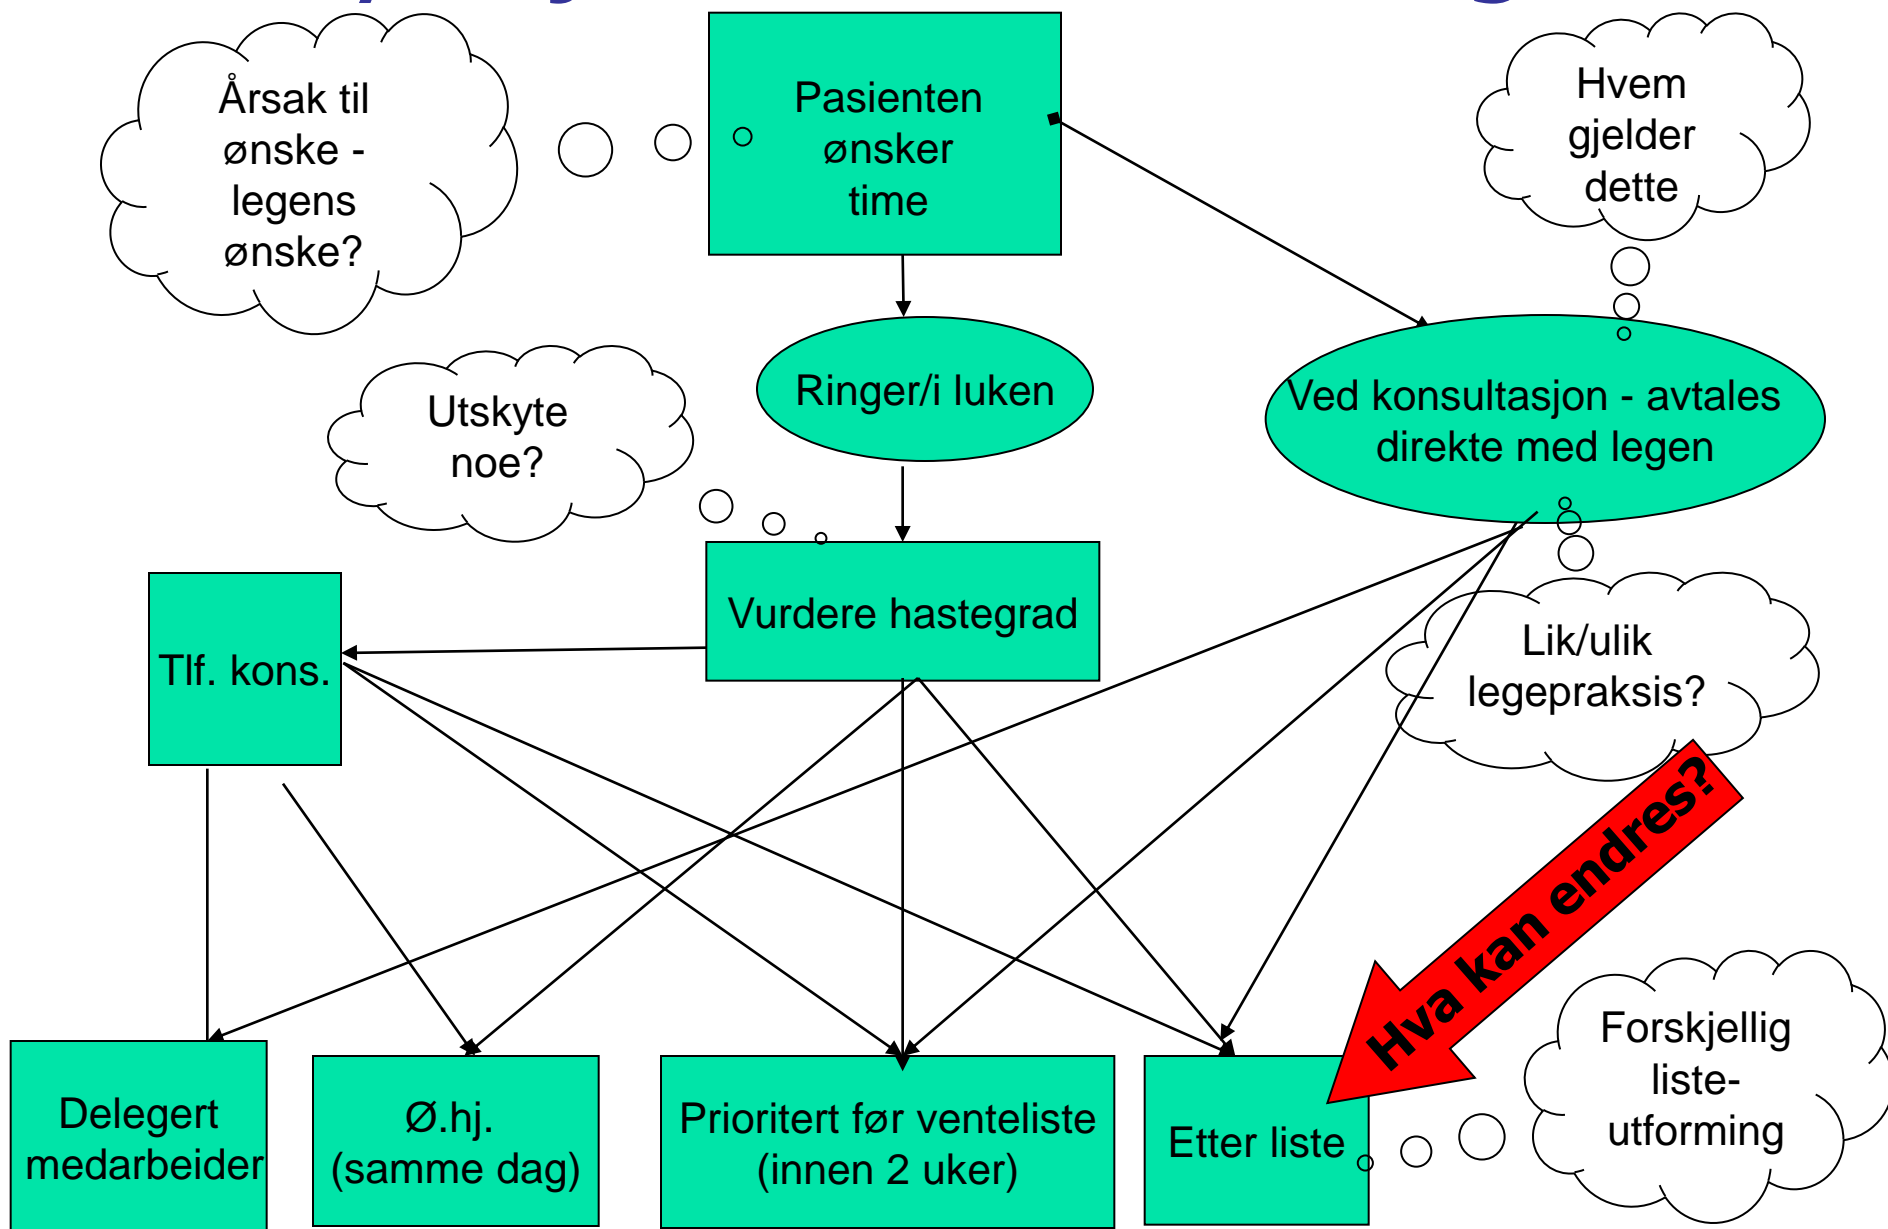 Årsak til
ønske -
legens
ønske?
Pasienten
ønsker
time
Hvem
gjelder
dette
Utskyte
noe?
Ringer/i luken
Ved konsultasjon - avtales
direkte med legen
Tlf. kons.
Vurdere hastegrad
Lik/ulik
legepraksis?
Hva kan endres?
Delegert
medarbeider
Ø.hj.
(samme dag)
Prioritert før venteliste
(innen 2 uker)
Etter liste
Forskjellig
liste-
utforming